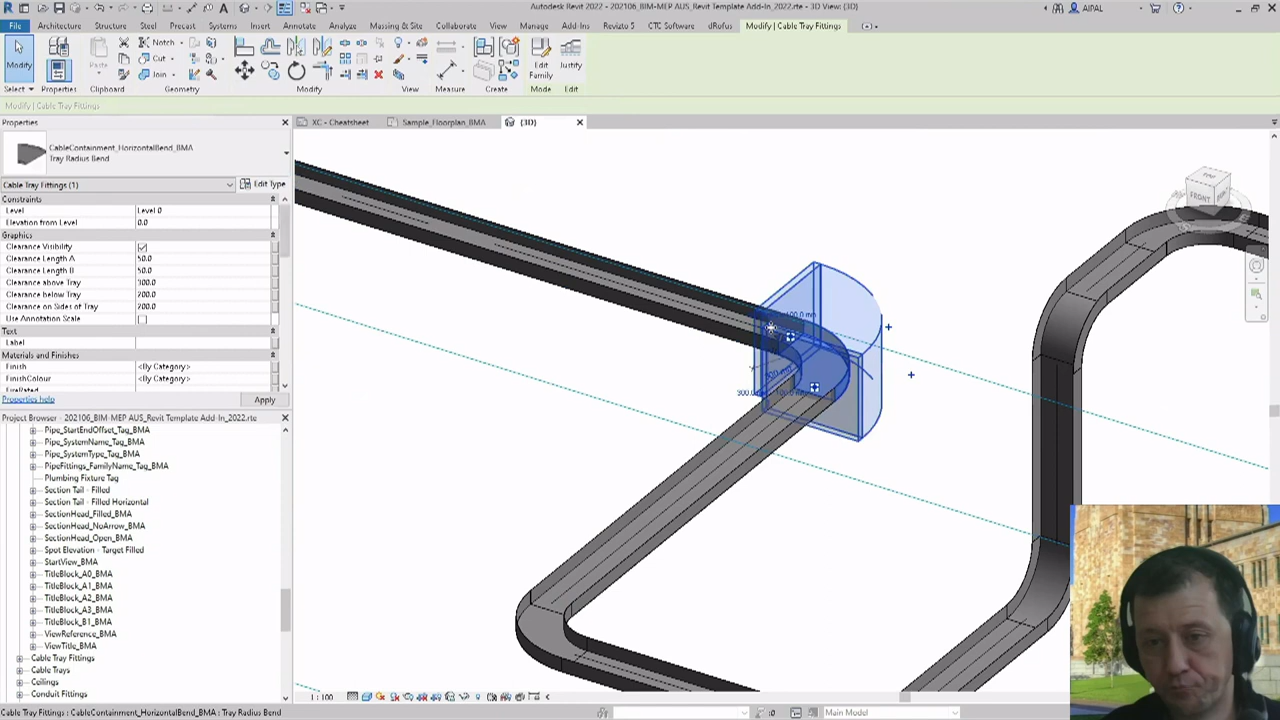 Autodesk Revit 2022 - 202106_BIM-MEP AUS_Revit Template Add-In_2022.rte - 3D View: {3D}
AIPAL
File Architecture Structure Steel Precast Systems Insert Annotate Analyze Massing & Site Collaborate View Manage Add-Ins Revizto 5 CTC Software dRofus Modify | Cable Tray Fittings
Modify
Paste
Notch
Cut
Join
Edit Family
Justify
Select Properties Clipboard Geometry Modify View Measure Create Mode Edit
Modify | Cable Tray Fittings
Properties
XC - Cheatsheet
Sample_Floorplan_BMA
{3D}
CableContainment_HorizontalBend_BMA
Tray Radius Bend
Cable Tray Fittings (1)
Edit Type
Constraints
Level Level 0
Elevation from Level 0.0
Graphics
Clearance Visibility
Clearance Length A 50.0
Clearance Length B 50.0
Clearance above Tray 300.0
Clearance below Tray 200.0
Clearance on Sides of Tray 200.0
Use Annotation Scale
Text
Label
Materials and Finishes
Finish <By Category>
FinishColour <By Category>
Properties help
Apply
Project Browser - 202106_BIM-MEP AUS_Revit Template Add-In_2022.rte
Pipe_StartEndOffset_Tag_BMA
Pipe_SystemName_Tag_BMA
Pipe_SystemType_Tag_BMA
PipeFittings_FamilyName_Tag_BMA
Plumbing Fixture Tag
Section Tail - Filled
Section Tail - Filled Horizontal
SectionHead_Filled_BMA
SectionHead_NoArrow_BMA
SectionHead_Open_BMA
Spot Elevation - Target Filled
StartView_BMA
TitleBlock_A0_BMA
TitleBlock_A1_BMA
TitleBlock_A2_BMA
TitleBlock_A3_BMA
TitleBlock_B1_BMA
ViewReference_BMA
ViewTitle_BMA
Cable Tray Fittings
Cable Trays
Ceilings
Conduit Fittings
FRONT
1 : 100
Cable Tray Fittings : CableContainment_HorizontalBend_BMA : Tray Radius Bend
:0
Main Model